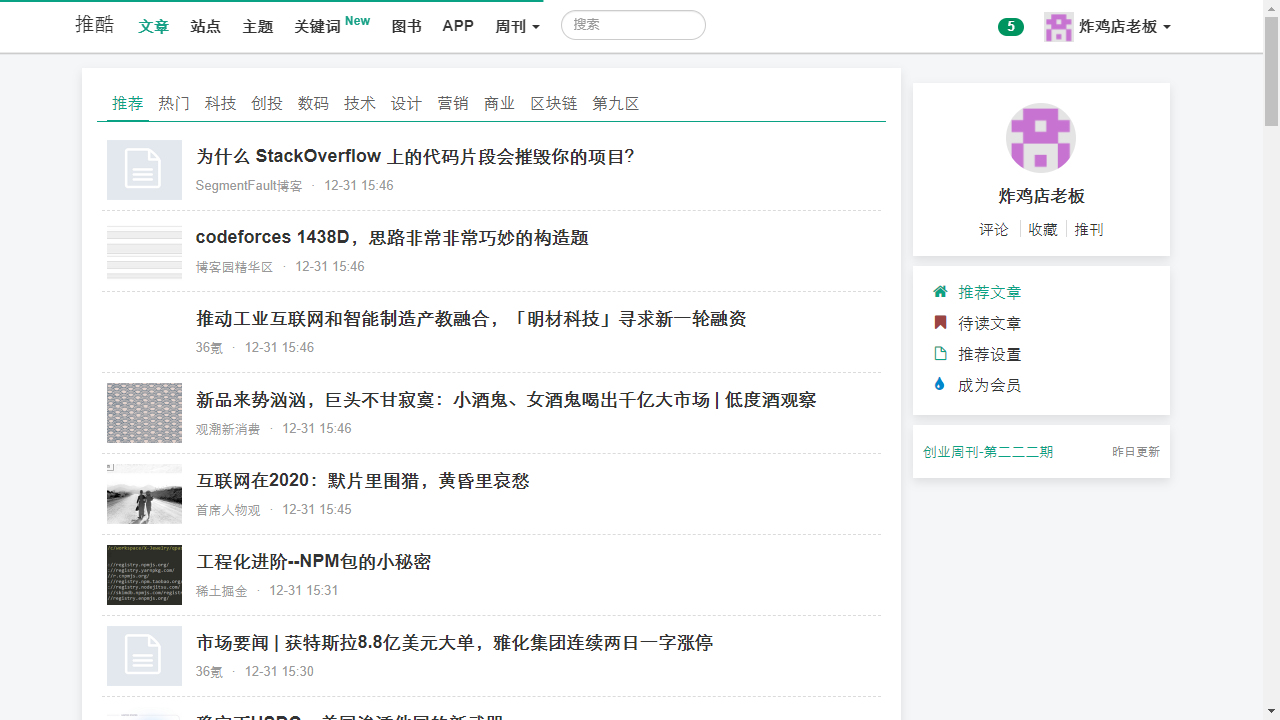 推酷 文章 站点 主题 关键词 New 图书 APP 周刊 搜索 5 炸鸡店老板
推荐 热门 科技 创投 数码 技术 设计 营销 商业 区块链 第九区
为什么 StackOverflow 上的代码片段会摧毁你的项目?
SegmentFault博客 · 12-31 15:46
codeforces 1438D，思路非常非常巧妙的构造题
博客园精华区 · 12-31 15:46
推动工业互联网和智能制造产教融合，「明材科技」寻求新一轮融资
36氪 · 12-31 15:46
新品来势汹汹，巨头不甘寂寞：小酒鬼、女酒鬼喝出千亿大市场 | 低度酒观察
观潮新消费 · 12-31 15:46
互联网在2020：默片里围猎，黄昏里哀愁
首席人物观 · 12-31 15:45
工程化进阶--NPM包的小秘密
稀土掘金 · 12-31 15:31
市场要闻 | 获特斯拉8.8亿美元大单，雅化集团连续两日一字涨停
36氪 · 12-31 15:30
炸鸡店老板
评论 收藏 推刊
推荐文章
待读文章
推荐设置
成为会员
创业周刊-第二二二期 昨日更新